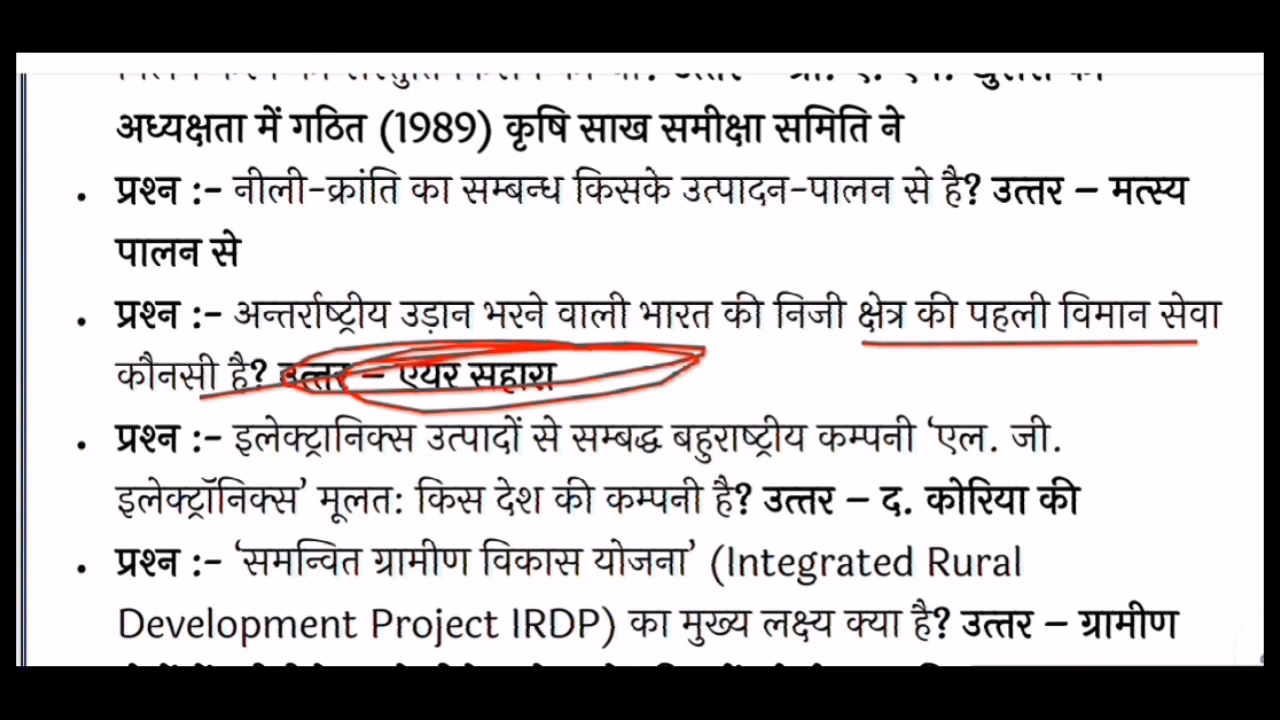 अध्यक्षता में गठित (1989) कृषि साख समीक्षा समिति ने
• प्रश्न :- नीली-क्रांति का सम्बन्ध किसके उत्पादन-पालन से है? उत्तर – मत्स्य
पालन से
• प्रश्न :- अन्तर्राष्ट्रीय उड़ान भरने वाली भारत की निजी क्षेत्र की पहली विमान सेवा
कौनसी है? उत्तर – एयर सहारा
• प्रश्न :- इलेक्ट्रानिक्स उत्पादों से सम्बद्ध बहुराष्ट्रीय कम्पनी ‘एल. जी.
इलेक्ट्रॉनिक्स’ मूलत: किस देश की कम्पनी है? उत्तर – द. कोरिया की
• प्रश्न :- ‘समन्वित ग्रामीण विकास योजना’ (Integrated Rural
Development Project IRDP) का मुख्य लक्ष्य क्या है? उत्तर – ग्रामीण